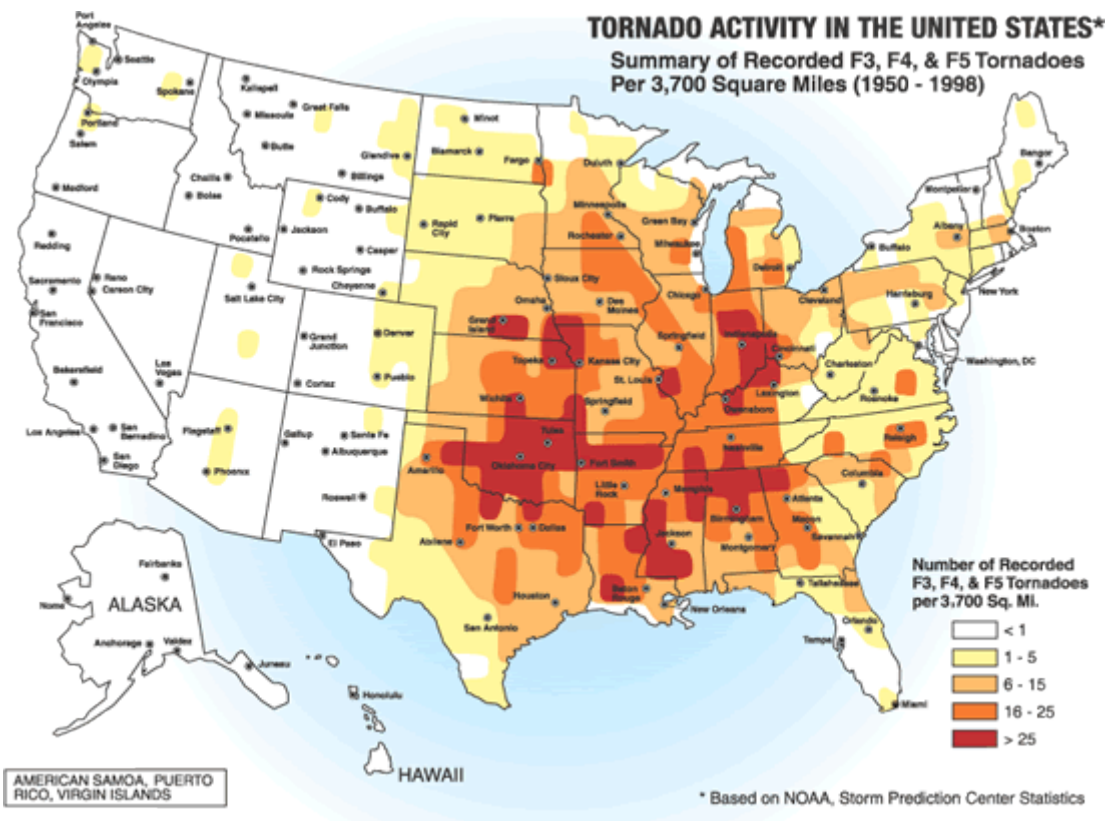 TORNADO ACTIVITY IN THE UNITED STATES*
Summary of Recorded F3, F4, & F5 Tornadoes
Per 3,700 Square Miles (1950 - 1998)
Port
Angeles
Seattle
Olympia
Spokane
Portland
Salem
Medford
Kalispell
Great Falls
Missoula
Butte
Glendive
Billings
Challis
Boise
Pocatello
Cody
Buffalo
Jackson
Casper
Rock Springs
Cheyenne
Minot
Bismarck
Fargo
Duluth
Rapid
City
Pierre
Minneapolis
Rochester
Green Bay
Milwaukee
Detroit
Chicago
Montpelier
Bangor
Albany
Boston
Buffalo
New York
Harrisburg
Cleveland
Washington, DC
Redding
Sacramento
San
Francisco
Reno
Carson City
Bakersfield
Las
Vegas
Los Angeles
San
Bernadino
San
Diego
Salt Lake City
Grand
Junction
Cortez
Denver
Pueblo
Flagstaff
Phoenix
Gallup
Santa Fe
Albuquerque
Roswell
El Paso
Sioux City
Omaha
Des
Moines
Grand
Island
Topeka
Kansas City
Wichita
St. Louis
Springfield
Springfield
Indianapolis
Cincinnati
Charleston
Lexington
Owensboro
Roanoke
Raleigh
Nashville
Tulsa
Oklahoma City
Fort Smith
Amarillo
Little
Rock
Memphis
Columbia
Atlanta
Birmingham
Macon
Savannah
Montgomery
Jackson
Fort Worth
Dallas
Abilene
Houston
San Antonio
Baton
Rouge
New Orleans
Tallahassee
Orlando
Tampa
Miami
Fairbanks
Nome
ALASKA
Anchorage
Valdez
Juneau
Honolulu
HAWAII
Number of Recorded
F3, F4, & F5 Tornadoes
per 3,700 Sq. Mi.
< 1
1 - 5
6 - 15
16 - 25
> 25
AMERICAN SAMOA, PUERTO
RICO, VIRGIN ISLANDS
* Based on NOAA, Storm Prediction Center Statistics